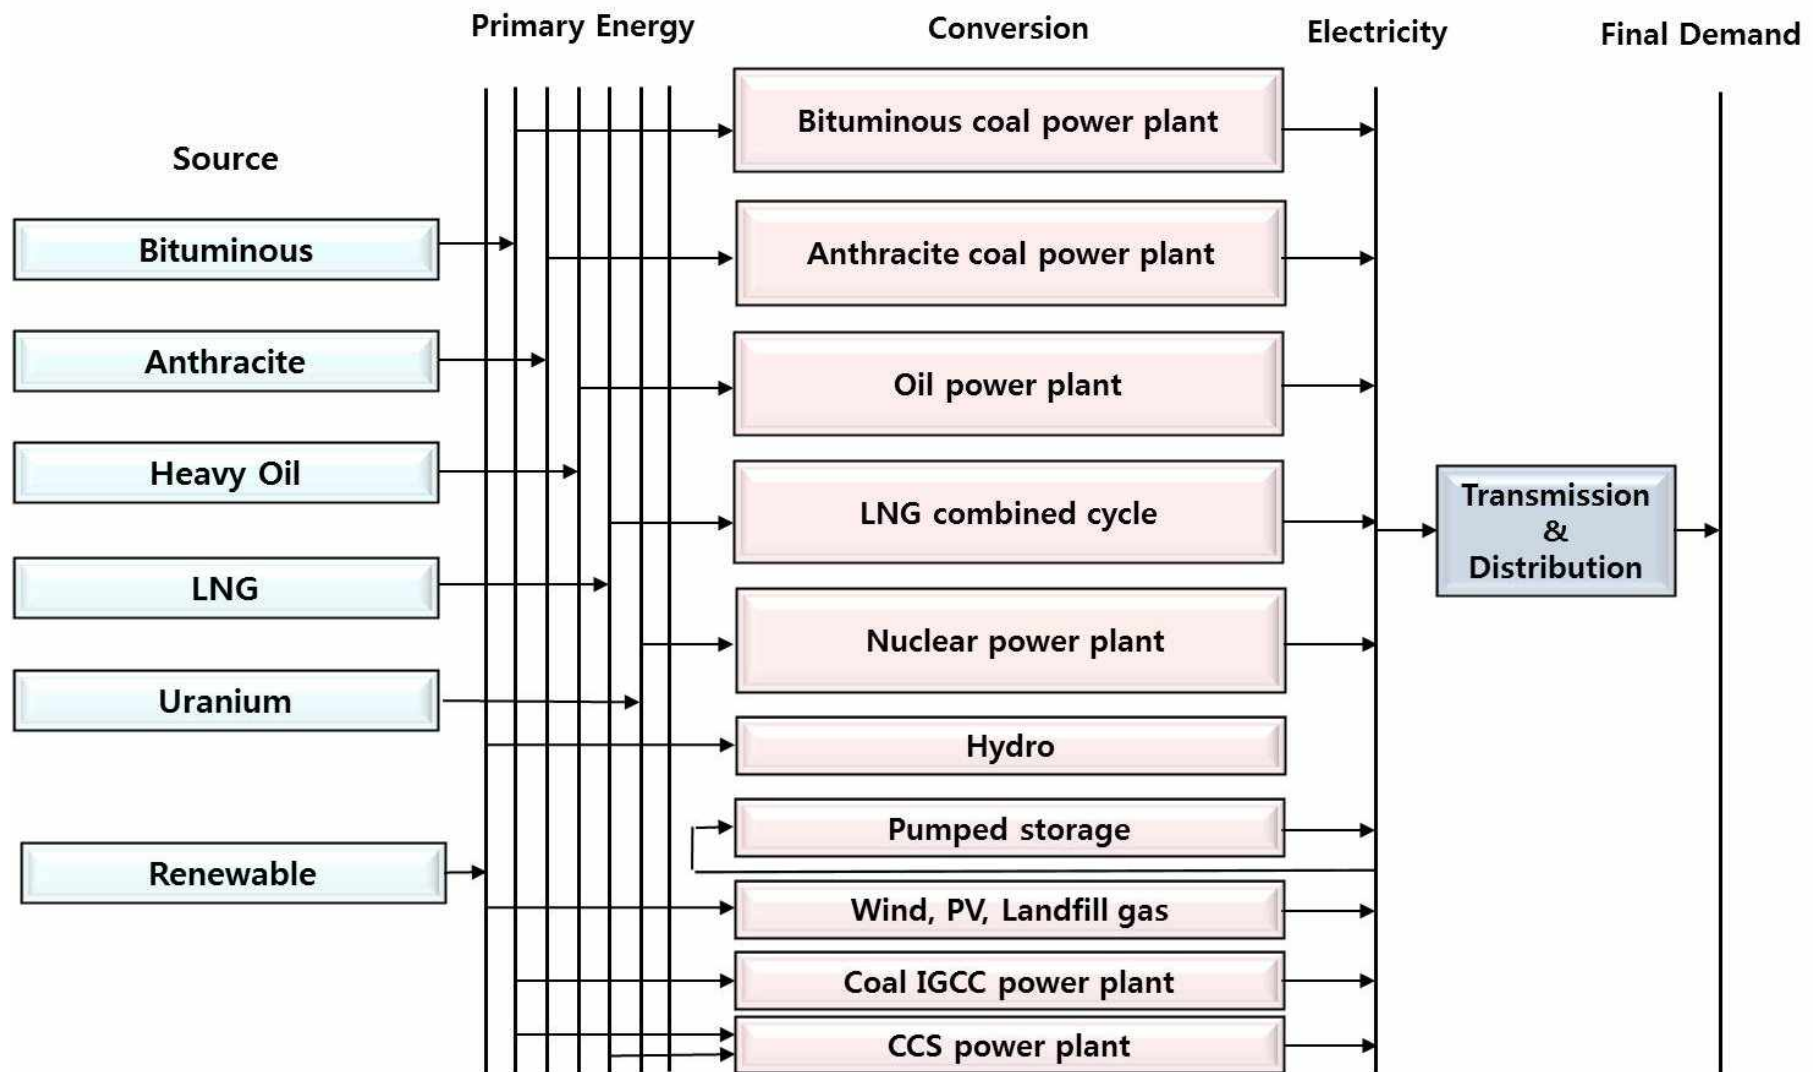 Primary Energy
Conversion
Electricity
Final Demand
Source
Bituminous
Anthracite
Heavy Oil
LNG
Uranium
Renewable
Bituminous coal power plant
Anthracite coal power plant
Oil power plant
LNG combined cycle
Nuclear power plant
Hydro
Pumped storage
Wind, PV, Landfill gas
Coal IGCC power plant
CCS power plant
Transmission
&
Distribution